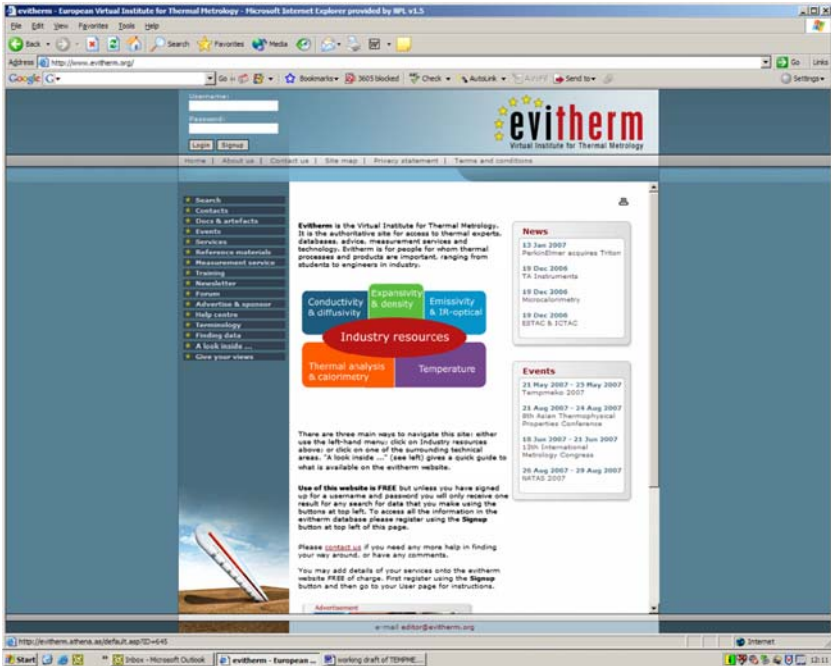 evitherm - European Virtual Institute for Thermal Metrology - Microsoft Internet Explorer provided by NPL v1.5
File Edit View Favorites Tools Help
Back Search Favorites Media
Address http://www.evitherm.org/ Go Links
Google Go Bookmarks 3605 blocked Check AutoLink AutoFill Send to Settings
Username:
Password:
Login Signup
evitherm
Virtual Institute for Thermal Metrology
Home | About us | Contact us | Site map | Privacy statement | Terms and conditions
Search
Contacts
Docs & artefacts
Events
Services
Reference materials
Measurement service
Training
Newsletter
Forum
Advertise & sponsor
Help centre
Terminology
Finding data
A look inside ...
Give your views
Evitherm is the Virtual Institute for Thermal Metrology.
It is the authoritative site for access to thermal experts,
databases, advice, measurement services and
technology. Evitherm is for people for whom thermal
processes and products are important, ranging from
students to engineers in industry.
Conductivity
& diffusivity
Expansivity
& density
Emissivity
& IR-optical
Industry resources
Thermal analysis
& calorimetry
Temperature
There are three main ways to navigate this site: either
use the left-hand menu; click on Industry resources
above; or click on one of the surrounding technical
areas. "A look inside ..." (see left) gives a quick guide to
what is available on the evitherm website.
Use of this website is FREE but unless you have signed
up for a username and password you will only receive one
result for any search for data that you make using the
buttons at top left. To access all the information in the
evitherm database please register using the Signup
button at top left of this page.
Please contact us if you need any more help in finding
your way around, or have any comments.
You may add details of your services onto the evitherm
website FREE of charge. First register using the Signup
button and then go to your User page for instructions.
Advertisement
News
13 Jan 2007
PerkinElmer acquires Triton
19 Dec 2006
TA Instruments
19 Dec 2006
Microcalorimetry
19 Dec 2006
ESTAC & ICTAC
Events
21 May 2007 - 25 May 2007
Tempmeko 2007
21 Aug 2007 - 24 Aug 2007
8th Asian Thermophysical
Properties Conference
18 Jun 2007 - 21 Jun 2007
13th International
Metrology Congress
26 Aug 2007 - 29 Aug 2007
NATAS 2007
e-mail editor@evitherm.org
http://evitherm.athena.as/default.asp?ID=645 Internet
Start Inbox - Microsoft Outlook evitherm - European ... working draft of TEMPME... 12:11